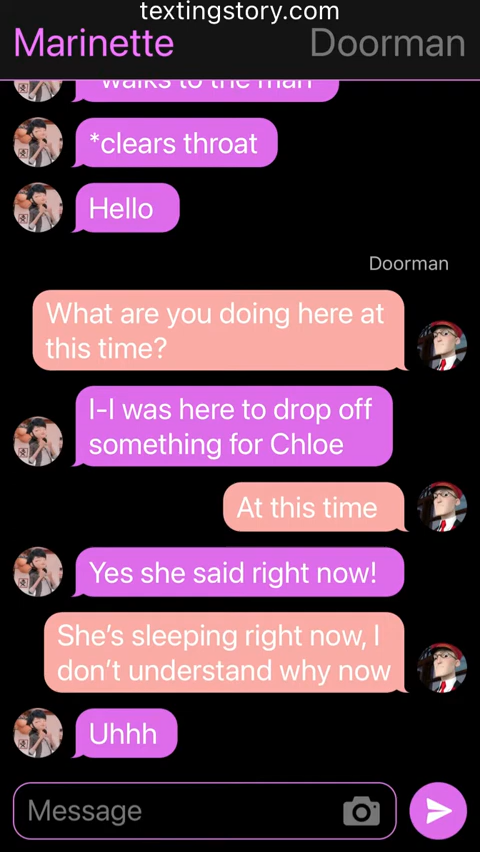 textingstory.com
Marinette
Doorman
*walks to the man
*clears throat
Hello
Doorman
What are you doing here at
this time?
I-I was here to drop off
something for Chloe
At this time
Yes she said right now!
She's sleeping right now, I
don't understand why now
Uhhh
Message